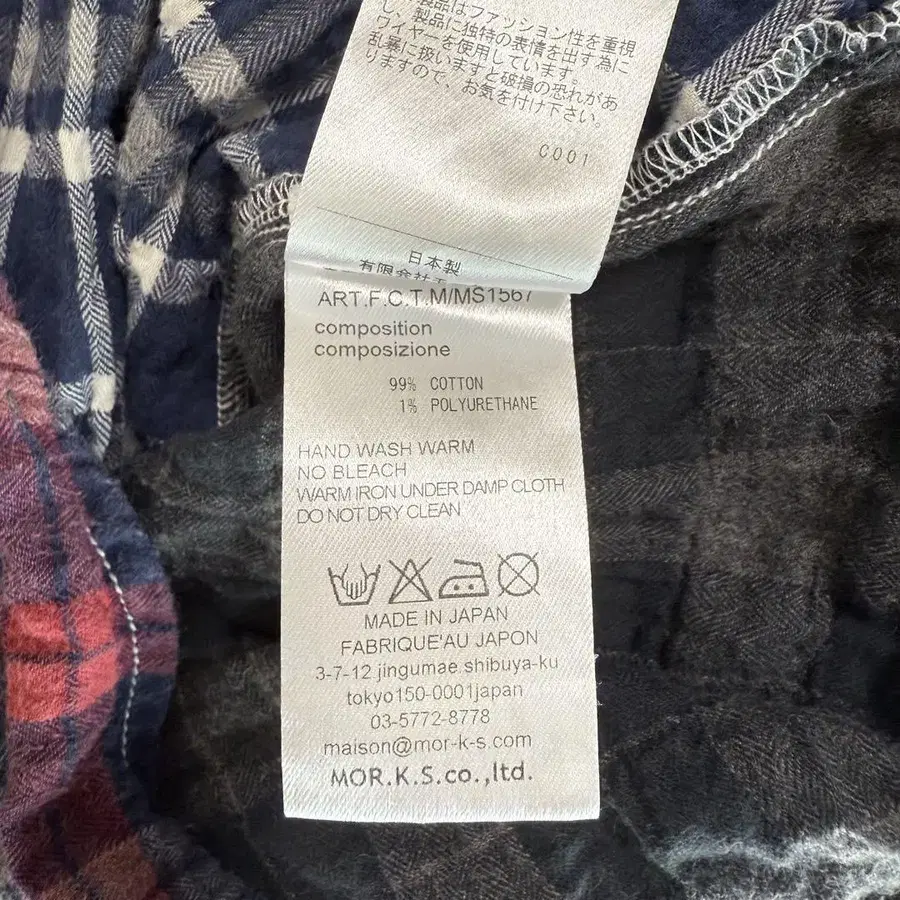 製品はファッション性を重視
し、製品に独特の表情を出す為に
ワイヤーを使用しています。
乱暴に扱いますと破損の恐れがあ
りますので、お気を付け下さい。
C001
日本製
有限会社
ART.F.C.T.M/MS1567
composition
composizione
99% COTTON
1% POLYURETHANE
HAND WASH WARM
NO BLEACH
WARM IRON UNDER DAMP CLOTH
DO NOT DRY CLEAN
MADE IN JAPAN
FABRIQUE'AU JAPON
3-7-12 jingumae shibuya-ku
tokyo150-0001japan
03-5772-8778
maison@mor-k-s.com
MOR.K.S.co.,ltd.